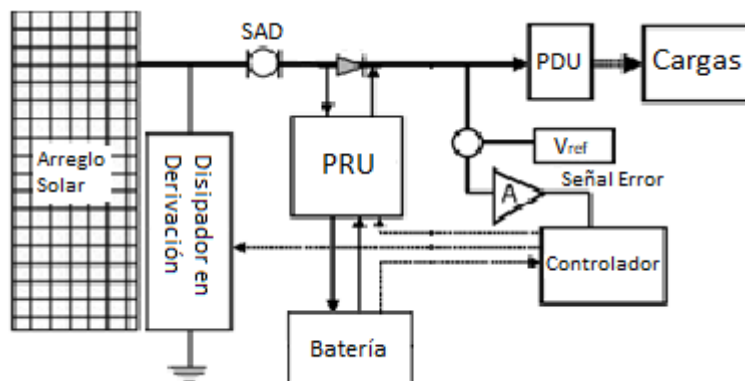 SAD
PDU
Cargas
Arreglo
Solar
Disipador en
Derivación
PRU
Vref
Señal Error
A
Controlador
Batería